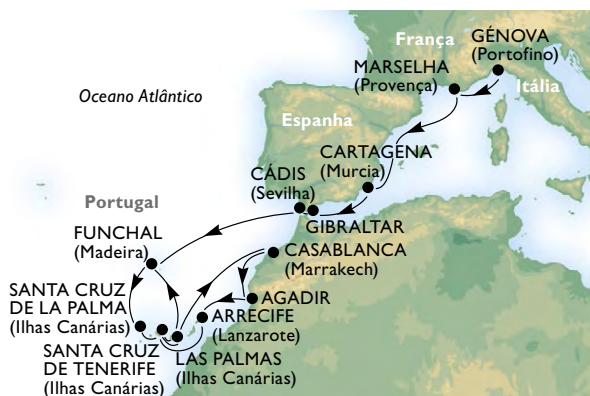 França
GÉNOVA
(Portofino)
MARSELHA
(Provença)
Itália
Oceano Atlântico
Espanha
CARTAGENA
(Murcia)
CÁDIS
(Sevilha)
Portugal
GIBRALTAR
FUNCHAL
(Madeira)
CASABLANCA
(Marrakech)
SANTA CRUZ
DE LA PALMA
(Ilhas Canárias)
AGADIR
ARRECIFE
(Lanzarote)
SANTA CRUZ
DE TENERIFE
(Ilhas Canárias)
LAS PALMAS
(Ilhas Canárias)